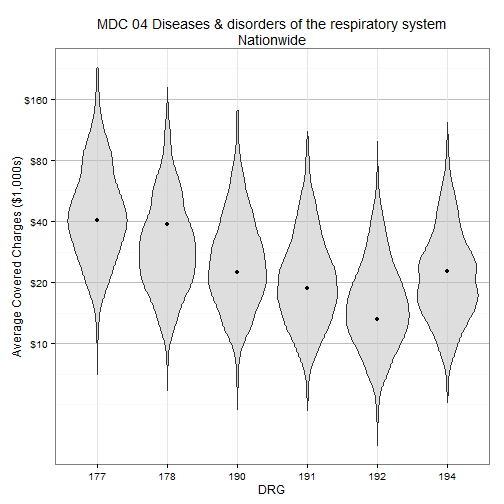 MDC 04 Diseases & disorders of the respiratory system
Nationwide
Average Covered Charges ($1,000s)
$160
$80
$40
$20
$10
177 178 190 191 192 194
DRG